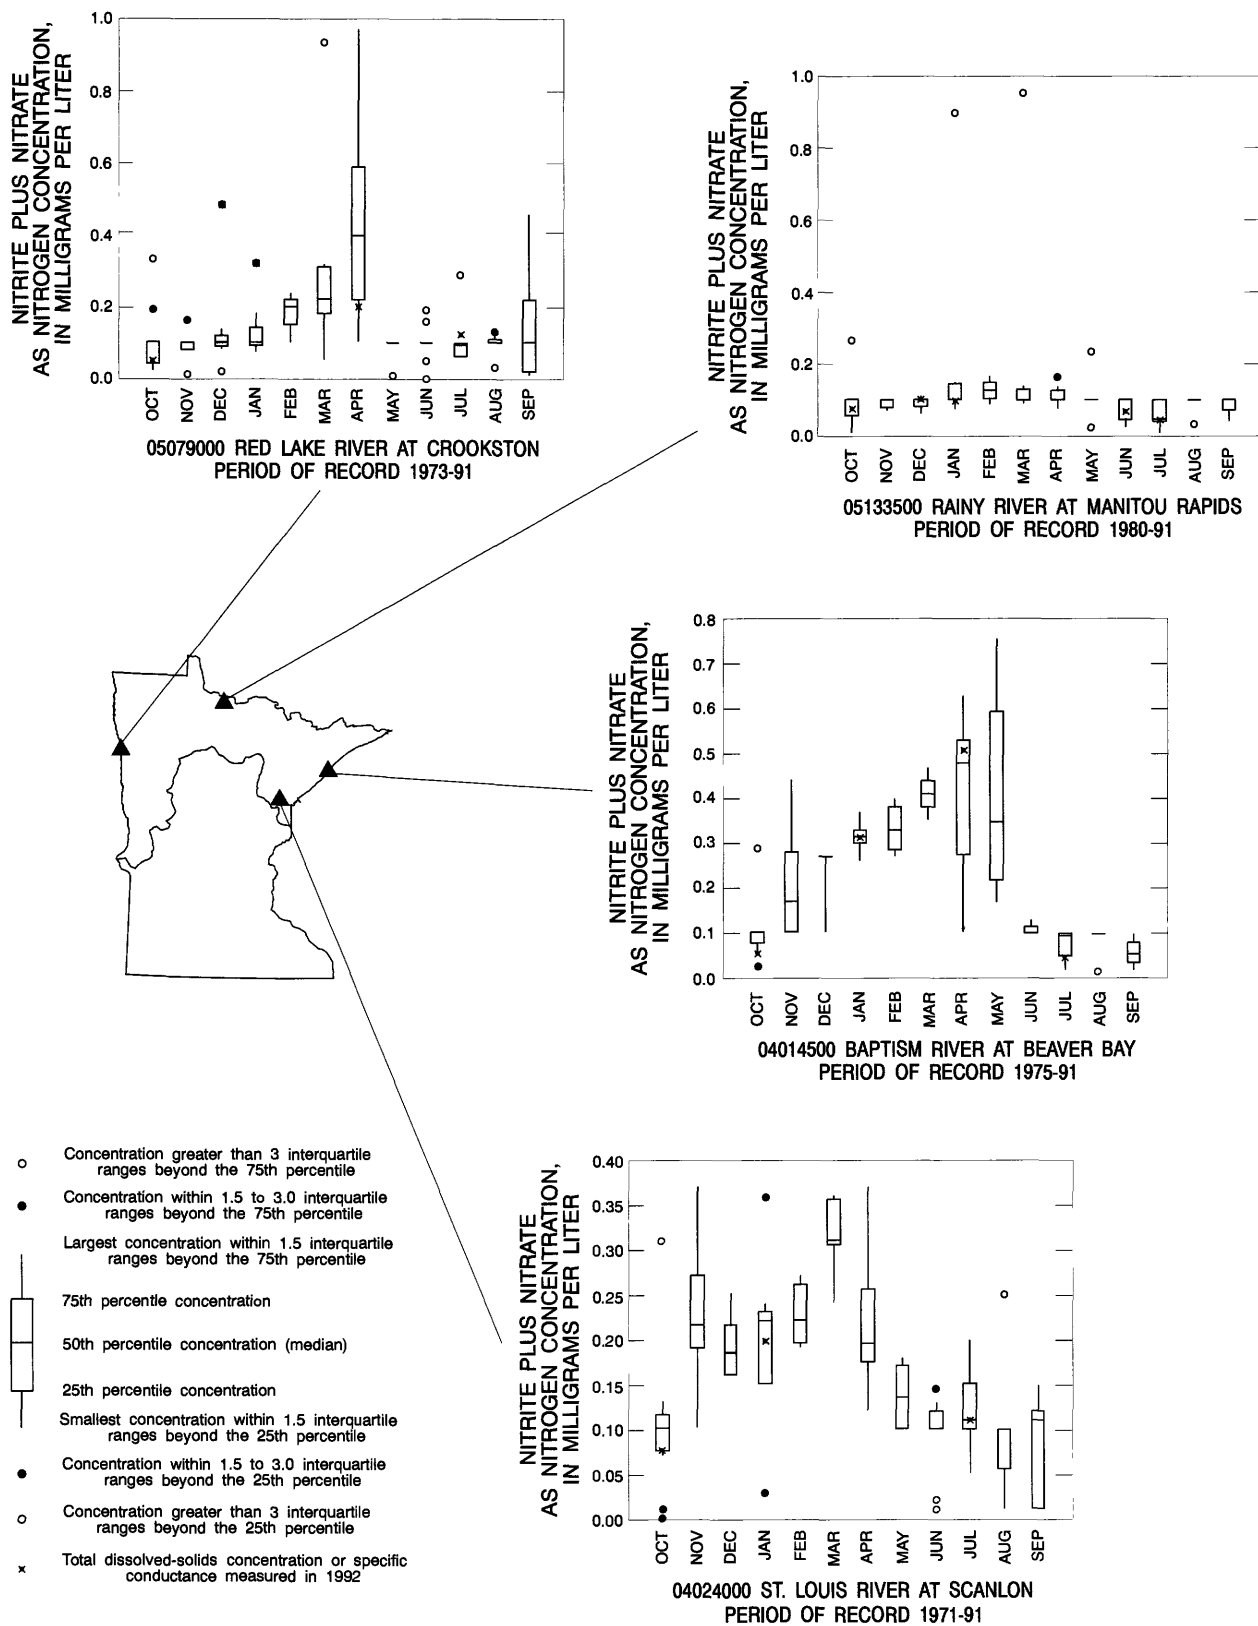 NITRITE PLUS NITRATE
AS NITROGEN CONCENTRATION,
IN MILLIGRAMS PER LITER
1.0
0.8
0.6
0.4
0.2
0.0
OCT
NOV
DEC
JAN
FEB
MAR
APR
MAY
JUN
JUL
AUG
SEP
05079000 RED LAKE RIVER AT CROOKSTON
PERIOD OF RECORD 1973-91
NITRITE PLUS NITRATE
AS NITROGEN CONCENTRATION,
IN MILLIGRAMS PER LITER
1.0
0.8
0.6
0.4
0.2
0.0
OCT
NOV
DEC
JAN
FEB
MAR
APR
MAY
JUN
JUL
AUG
SEP
05133500 RAINY RIVER AT MANITOU RAPIDS
PERIOD OF RECORD 1980-91
NITRITE PLUS NITRATE
AS NITROGEN CONCENTRATION,
IN MILLIGRAMS PER LITER
0.8
0.7
0.6
0.5
0.4
0.3
0.2
0.1
0.0
OCT
NOV
DEC
JAN
FEB
MAR
APR
MAY
JUN
JUL
AUG
SEP
04014500 BAPTISM RIVER AT BEAVER BAY
PERIOD OF RECORD 1975-91
Concentration greater than 3 interquartile
ranges beyond the 75th percentile
Concentration within 1.5 to 3.0 interquartile
ranges beyond the 75th percentile
Largest concentration within 1.5 interquartile
ranges beyond the 75th percentile
75th percentile concentration
50th percentile concentration (median)
25th percentile concentration
Smallest concentration within 1.5 interquartile
ranges beyond the 25th percentile
Concentration within 1.5 to 3.0 interquartile
ranges beyond the 25th percentile
Concentration greater than 3 interquartile
ranges beyond the 25th percentile
Total dissolved-solids concentration or specific
conductance measured in 1992
NITRITE PLUS NITRATE
AS NITROGEN CONCENTRATION,
IN MILLIGRAMS PER LITER
0.40
0.35
0.30
0.25
0.20
0.15
0.10
0.05
0.00
OCT
NOV
DEC
JAN
FEB
MAR
APR
MAY
JUN
JUL
AUG
SEP
04024000 ST. LOUIS RIVER AT SCANLON
PERIOD OF RECORD 1971-91